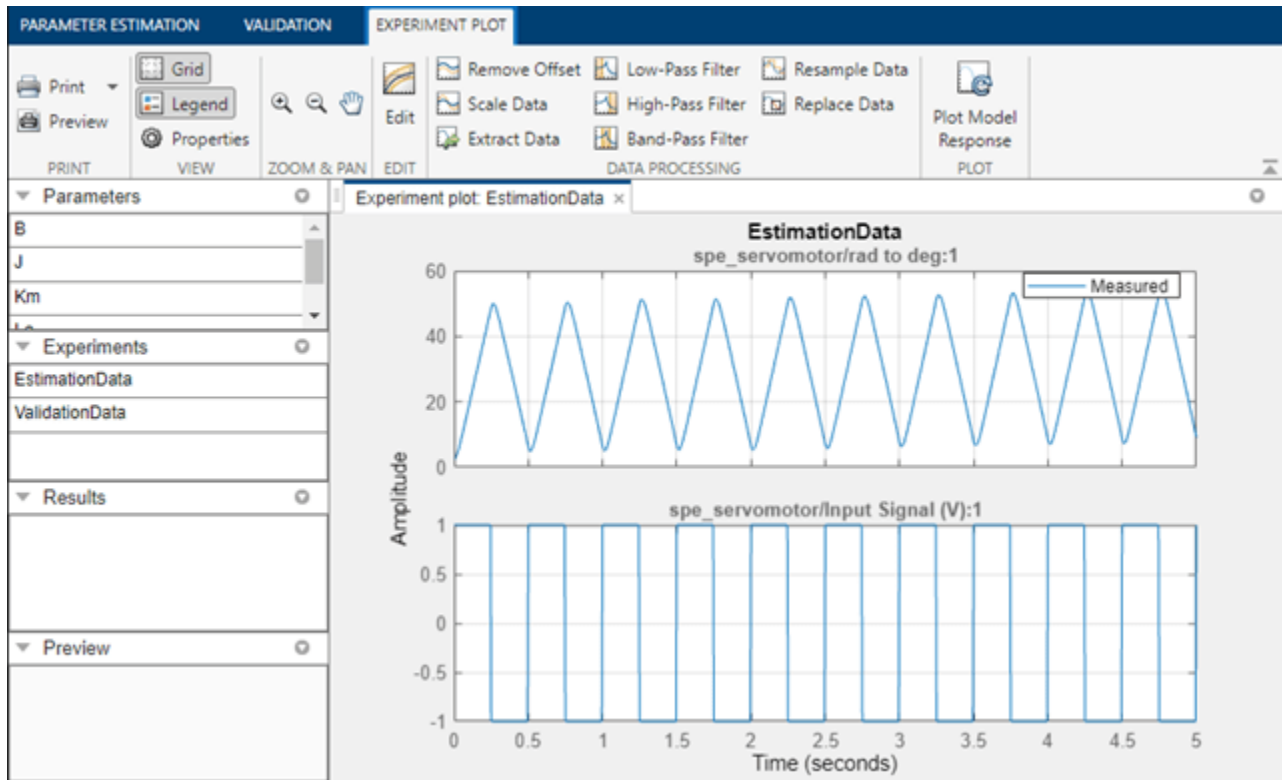 PARAMETER ESTIMATION VALIDATION EXPERIMENT PLOT
Print
Preview
PRINT
Grid
Legend
Properties
VIEW
ZOOM & PAN
Edit
EDIT
Remove Offset
Scale Data
Extract Data
Low-Pass Filter
High-Pass Filter
Band-Pass Filter
Resample Data
Replace Data
DATA PROCESSING
Plot Model
Response
PLOT
Parameters
B
J
Km
Experiments
EstimationData
ValidationData
Results
Preview
Experiment plot: EstimationData ×
EstimationData
spe_servomotor/rad to deg:1
Measured
60
40
20
0
Amplitude
spe_servomotor/Input Signal (V):1
1
0.5
0
-0.5
-1
0 0.5 1 1.5 2 2.5 3 3.5 4 4.5 5
Time (seconds)